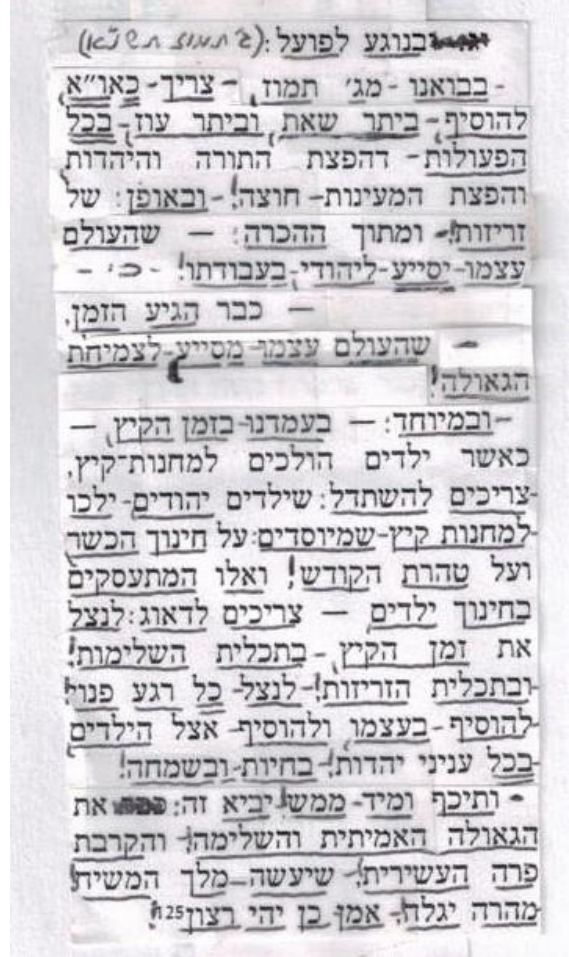 בנוגע לפועל: (ג' תמוז תש"נא)
-בבואנו -מג' תמוז, - צריך - כאו"א
להוסיף - ביתר שאת, וביתר עוז, - בכל
הפעולות - דהפצת התורה והיהדות
והפצת המעינות - חוצה! - ובאופן: של
זריזות! - ומתוך ההכרה: — שהעולם
עצמו - יסייע - ליהודי, בעבודתו! - כי -
— כבר הגיע הזמן,
- שהעולם עצמו - מסייע - לצמיחת
הגאולה!
-ובמיוחד: — בעמדנו - בזמן הקיץ, —
כאשר ילדים הולכים למחנות־קיץ,
-צריכים להשתדל: שילדים יהודים - ילכו
-למחנות קיץ - שמיוסדים: על חינוך הכשר
ועל טהרת הקודש! ואלו המתעסקים
בחינוך ילדים, — צריכים לדאוג: לנצל
את זמן הקיץ, - בתכלית השלימות!
-ובתכלית הזריזות! - לנצל - כל רגע פנוי!
-להוסיף - בעצמו, ולהוסיף - אצל הילדים,
-בכל עניני יהדות! - בחיות - ובשמחה!
- ותיכף ומיד - ממש! יביא זה: את
הגאולה האמיתית והשלימה! - והקרבת
פרה העשירית! - שיעשה - מלך המשיח!
מהרה יגלה! - אמן כן יהי רצון125!